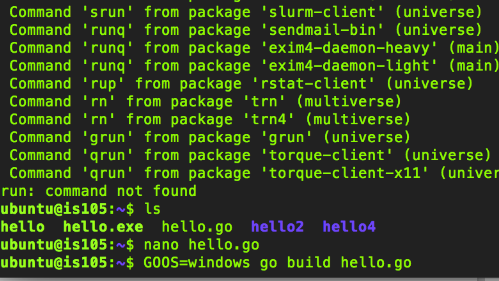 Command 'srun' from package 'slurm-client' (universe)
Command 'runq' from package 'sendmail-bin' (universe)
Command 'runq' from package 'exim4-daemon-heavy' (main)
Command 'runq' from package 'exim4-daemon-light' (main)
Command 'rup' from package 'rstat-client' (universe)
Command 'rn' from package 'trn' (multiverse)
Command 'rn' from package 'trn4' (multiverse)
Command 'grun' from package 'grun' (universe)
Command 'qrun' from package 'torque-client' (universe)
Command 'qrun' from package 'torque-client-x11' (univer
run: command not found
ubuntu@is105:~$ ls
hello hello.exe hello.go hello2 hello4
ubuntu@is105:~$ nano hello.go
ubuntu@is105:~$ GOOS=windows go build hello.go